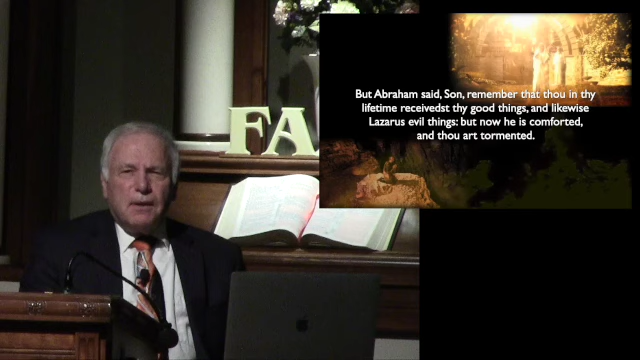 FA
But Abraham said, Son, remember that thou in thy
lifetime receivedst thy good things, and likewise
Lazarus evil things: but now he is comforted,
and thou art tormented.